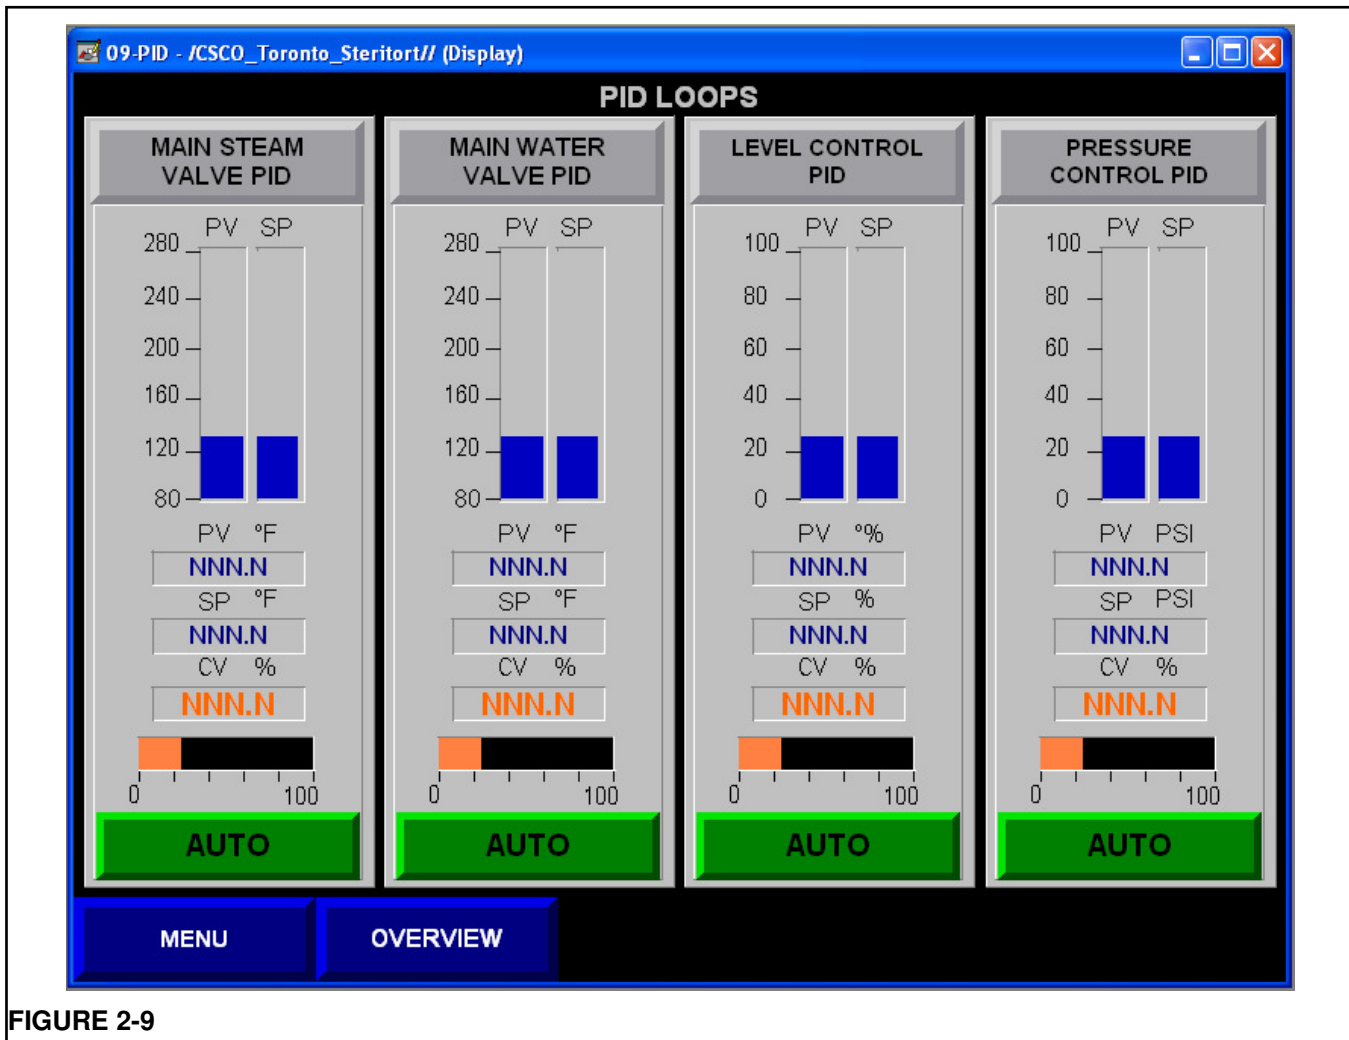 09-PID - /CSCO_Toronto_Steritort// (Display)
PID LOOPS
MAIN STEAM
VALVE PID
PV SP
280
240
200
160
120
80
PV °F
NNN.N
SP °F
NNN.N
CV %
NNN.N
0 100
AUTO
MAIN WATER
VALVE PID
PV SP
280
240
200
160
120
80
PV °F
NNN.N
SP °F
NNN.N
CV %
NNN.N
0 100
AUTO
LEVEL CONTROL
PID
PV SP
100
80
60
40
20
0
PV °%
NNN.N
SP %
NNN.N
CV %
NNN.N
0 100
AUTO
PRESSURE
CONTROL PID
PV SP
100
80
60
40
20
0
PV PSI
NNN.N
SP PSI
NNN.N
CV %
NNN.N
0 100
AUTO
MENU
OVERVIEW
FIGURE 2-9